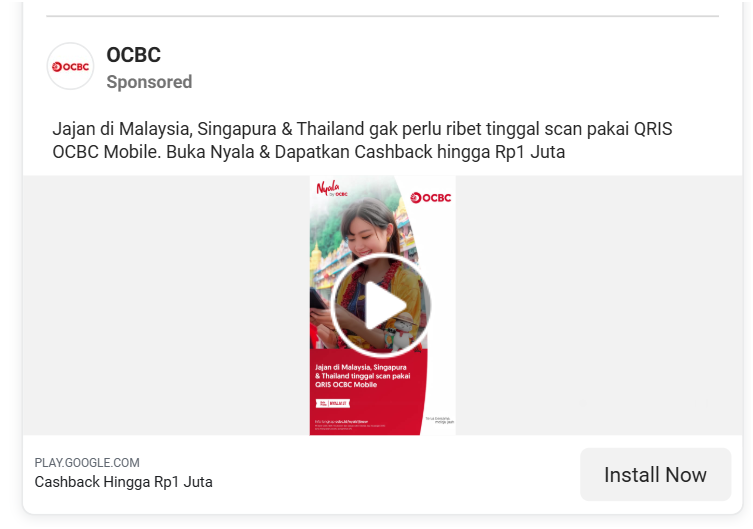 OCBC
OCBC
Sponsored
Jajan di Malaysia, Singapura & Thailand gak perlu ribet tinggal scan pakai QRIS
OCBC Mobile. Buka Nyala & Dapatkan Cashback hingga Rp1 Juta
Nyala
by OCBC
OCBC
Jajan di Malaysia, Singapura
& Thailand tinggal scan pakai
QRIS OCBC Mobile
PLAY.GOOGLE.COM
Cashback Hingga Rp1 Juta
Install Now